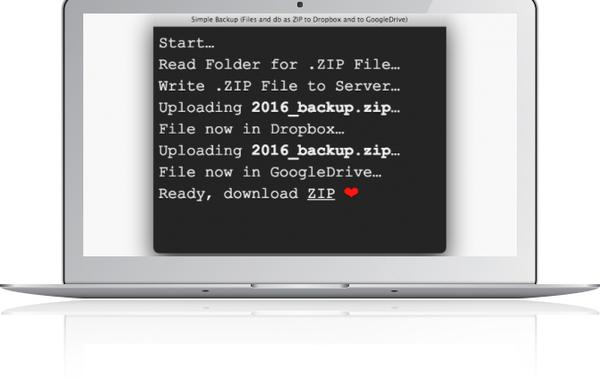 Simple Backup (Files and db as ZIP to Dropbox and to GoogleDrive)
Start…
Read Folder for .ZIP File…
Write .ZIP File to Server…
Uploading 2016_backup.zip…
File now in Dropbox…
Uploading 2016_backup.zip…
File now in GoogleDrive…
Ready, download ZIP ❤